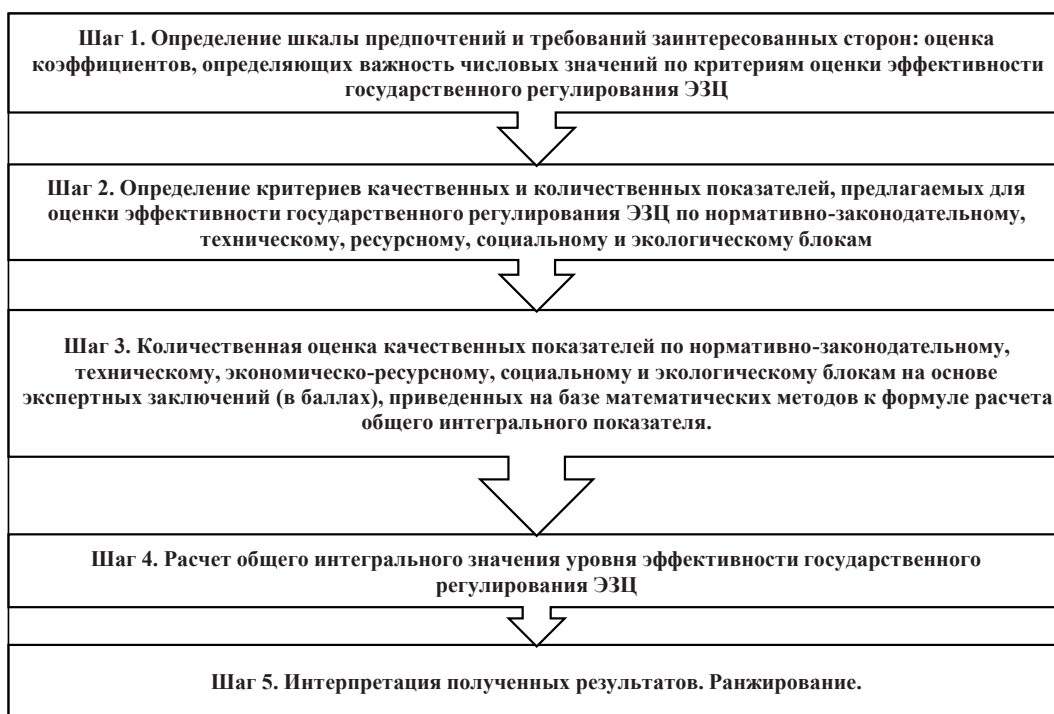 Шаг 1. Определение шкалы предпочтений и требований заинтересованных сторон: оценка
коэффициентов, определяющих важность числовых значений по критериям оценки эффективности
государственного регулирования ЭЗЦ
Шаг 2. Определение критериев качественных и количественных показателей, предлагаемых для
оценки эффективности государственного регулирования ЭЗЦ по нормативно-законодательному,
техническому, ресурсному, социальному и экологическому блокам
Шаг 3. Количественная оценка качественных показателей по нормативно-законодательному,
техническому, экономическо-ресурсному, социальному и экологическому блокам на основе
экспертных заключений (в баллах), приведенных на базе математических методов к формуле расчета
общего интегрального показателя.
Шаг 4. Расчет общего интегрального значения уровня эффективности государственного
регулирования ЭЗЦ
Шаг 5. Интерпретация полученных результатов. Ранжирование.